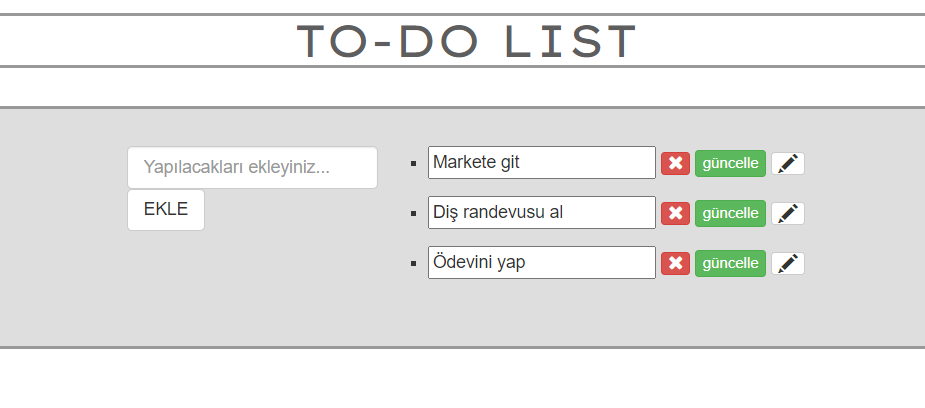 TO-DO LIST
Yapılacakları ekleyiniz...
EKLE
Markete git
güncelle
Diş randevusu al
güncelle
Ödevini yap
güncelle